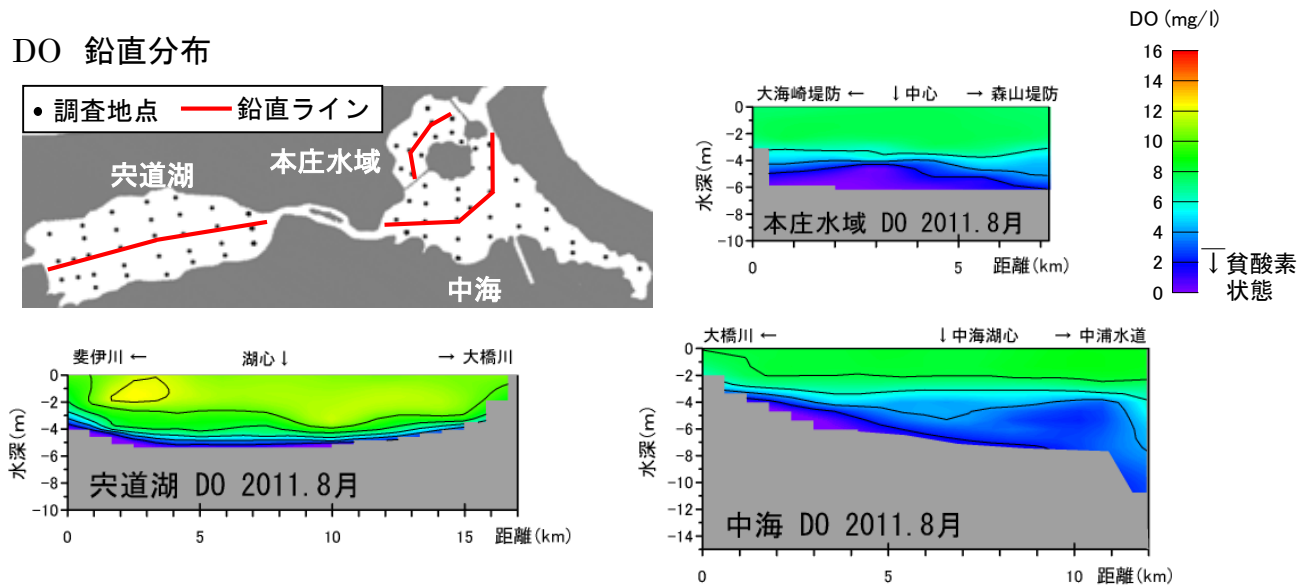 DO 鉛直分布
• 調査地点 鉛直ライン
宍道湖
本庄水域
中海
DO (mg/l)
16
14
12
10
8
6
4
2
0
↓貧酸素
状態
大海崎堤防 ← ↓中心 → 森山堤防
0
-2
-4
-6
-8
-10
水深(m)
本庄水域 DO 2011.8月
0 5 距離(km)
斐伊川 ← 湖心↓ → 大橋川
0
-2
-4
-6
-8
-10
水深(m)
宍道湖 DO 2011.8月
0 5 10 15 距離(km)
大橋川 ← ↓中海湖心 → 中浦水道
0
-2
-4
-6
-8
-10
-12
-14
水深(m)
中海 DO 2011.8月
0 5 10 距離(km)